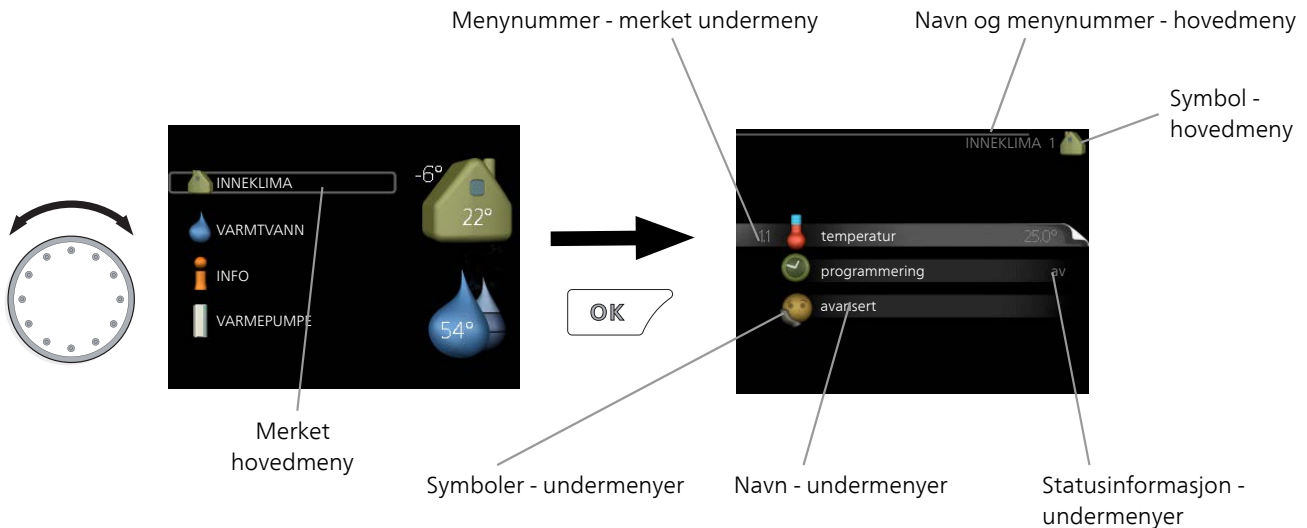 Menynummer - merket undermeny
Navn og menynummer - hovedmeny
Symbol -
hovedmeny
INNEKLIMA
VARMTVANN
INFO
VARMEPUMPE
-6°
22°
54°
OK
INNEKLIMA 1
1.1 temperatur 25.0°
programmering av
avansert
Merket
hovedmeny
Symboler - undermenyer
Navn - undermenyer
Statusinformasjon -
undermenyer